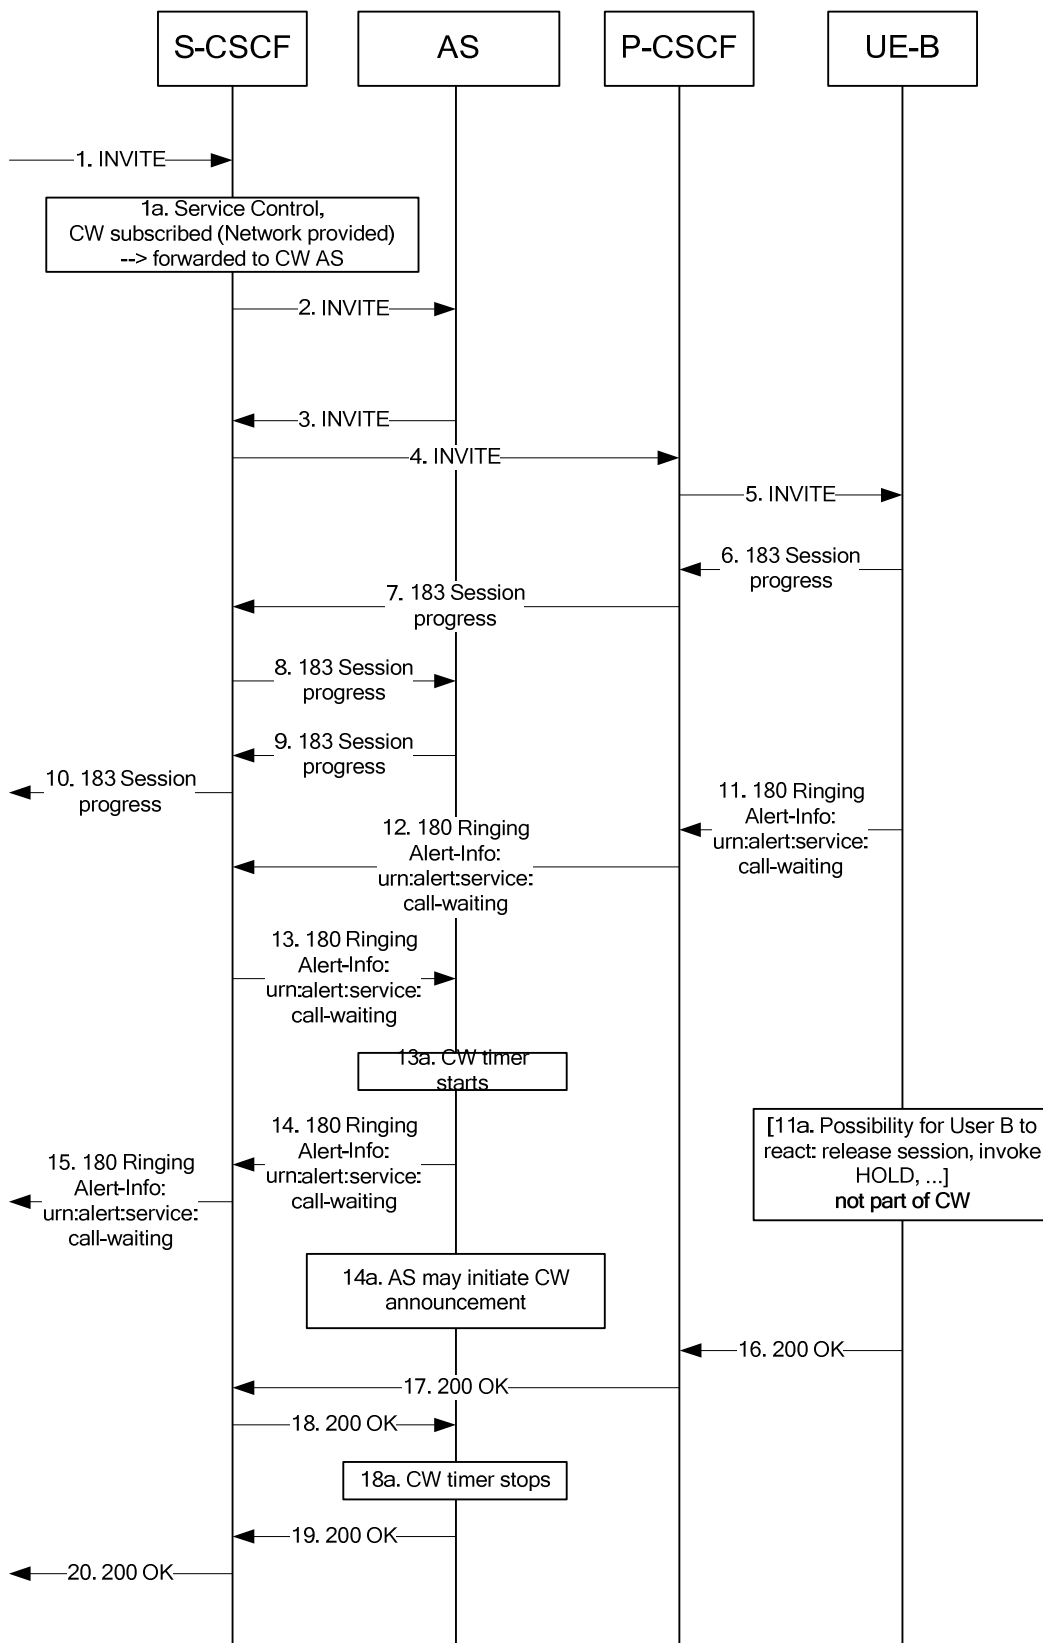 S-CSCF
AS
P-CSCF
UE-B
1. INVITE
1a. Service Control,
CW subscribed (Network provided)
--> forwarded to CW AS
2. INVITE
3. INVITE
4. INVITE
5. INVITE
6. 183 Session
progress
7. 183 Session
progress
8. 183 Session
progress
9. 183 Session
progress
10. 183 Session
progress
11. 180 Ringing
Alert-Info:
urn:alert:service:
call-waiting
12. 180 Ringing
Alert-Info:
urn:alert:service:
call-waiting
13. 180 Ringing
Alert-Info:
urn:alert:service:
call-waiting
13a. CW timer
starts
[11a. Possibility for User B to
react: release session, invoke
HOLD, ...]
not part of CW
14. 180 Ringing
Alert-Info:
urn:alert:service:
call-waiting
15. 180 Ringing
Alert-Info:
urn:alert:service:
call-waiting
14a. AS may initiate CW
announcement
16. 200 OK
17. 200 OK
18. 200 OK
18a. CW timer stops
19. 200 OK
20. 200 OK